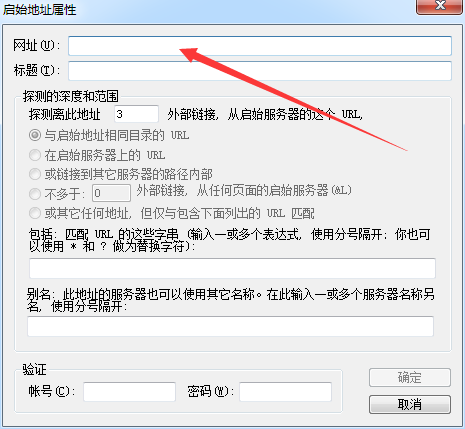 启始地址属性
网址(U):
标题(T):
探测的深度和范围
探测离此地址 3 外部链接, 从启始服务器的这个 URL,
与启始地址相同目录的 URL
在启始服务器上的 URL
或链接到其它服务器的路径内部
不多于: 0 外部链接, 从任何页面的启始服务器(&L)
或其它任何地址, 但仅与包含下面列出的 URL 匹配
包括: 匹配 URL 的这些字串 (输入一或多个表达式, 使用分号隔开; 你也可
以使用 * 和 ? 做为替换字符):
别名: 此地址的服务器也可以使用其它名称。在此输入一或多个服务器名称另
名, 使用分号隔开:
验证
帐号(C): 密码(W):
确定
取消